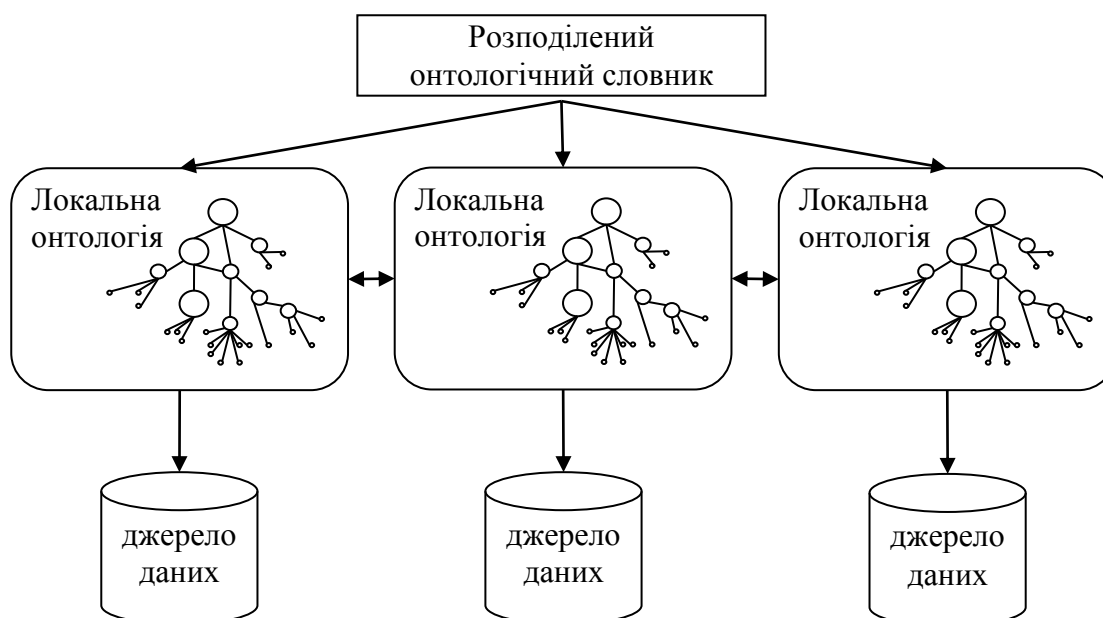 Розподілений
онтологічний словник
Локальна
онтологія
Локальна
онтологія
Локальна
онтологія
джерело
даних
джерело
даних
джерело
даних